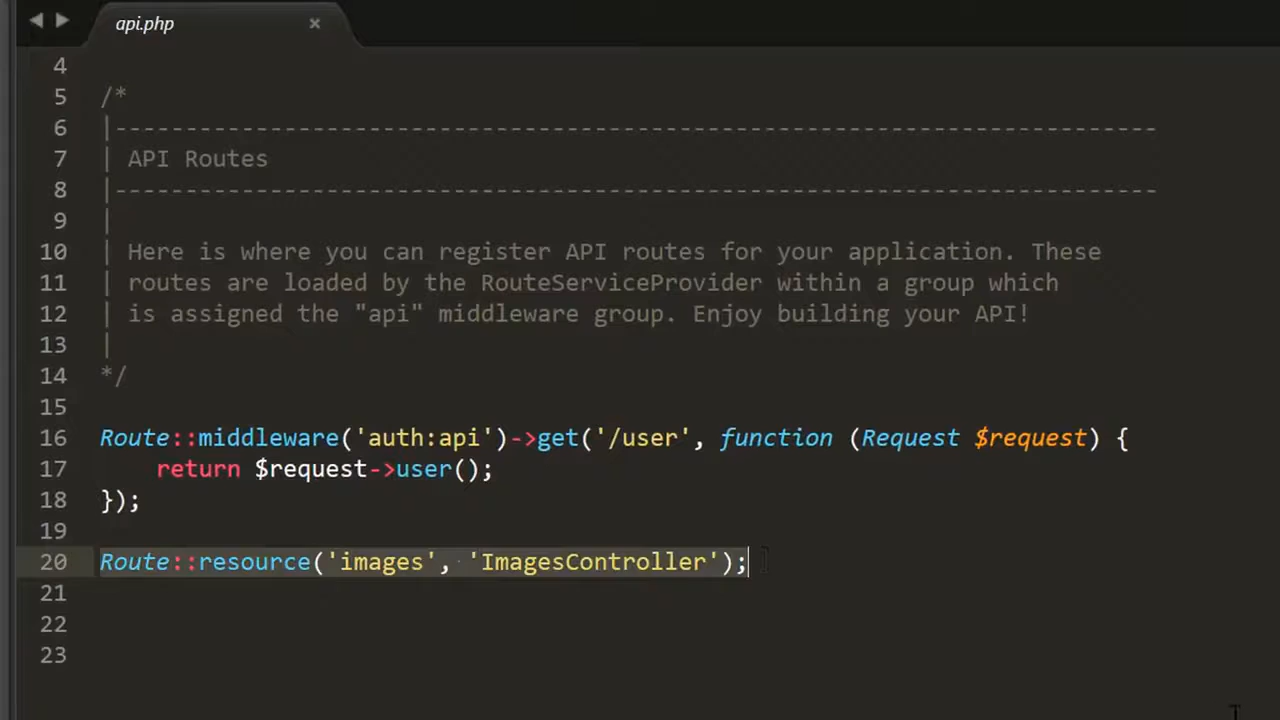 api.php ×
4
5 /*
6 |--------------------------------------------------------------------------
7 | API Routes
8 |--------------------------------------------------------------------------
9 |
10 | Here is where you can register API routes for your application. These
11 | routes are loaded by the RouteServiceProvider within a group which
12 | is assigned the "api" middleware group. Enjoy building your API!
13 |
14 */
15
16 Route::middleware('auth:api')->get('/user', function (Request $request) {
17     return $request->user();
18 });
19
20 Route::resource('images', 'ImagesController');
21
22
23